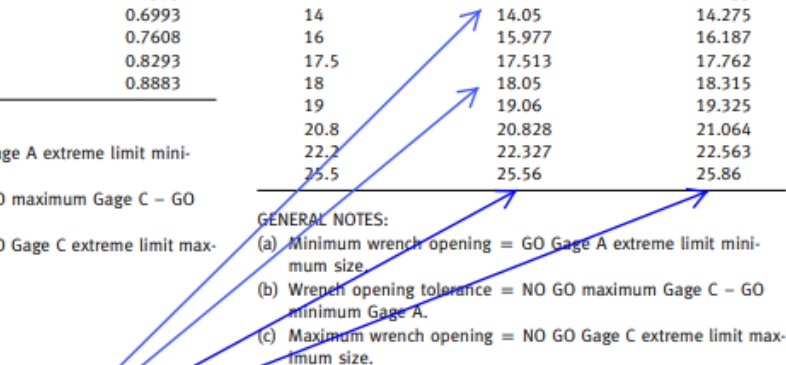 0.6993
0.7608
0.8293
0.8883
ge A extreme limit mini-
O maximum Gage C – GO
O Gage C extreme limit max-
14 14.05 14.275
16 15.977 16.187
17.5 17.513 17.762
18 18.05 18.315
19 19.06 19.325
20.8 20.828 21.064
22.2 22.327 22.563
25.5 25.56 25.86
GENERAL NOTES:
(a) Minimum wrench opening = GO Gage A extreme limit mini-
mum size.
(b) Wrench opening tolerance = NO GO maximum Gage C – GO
minimum Gage A.
(c) Maximum wrench opening = NO GO Gage C extreme limit max-
imum size.